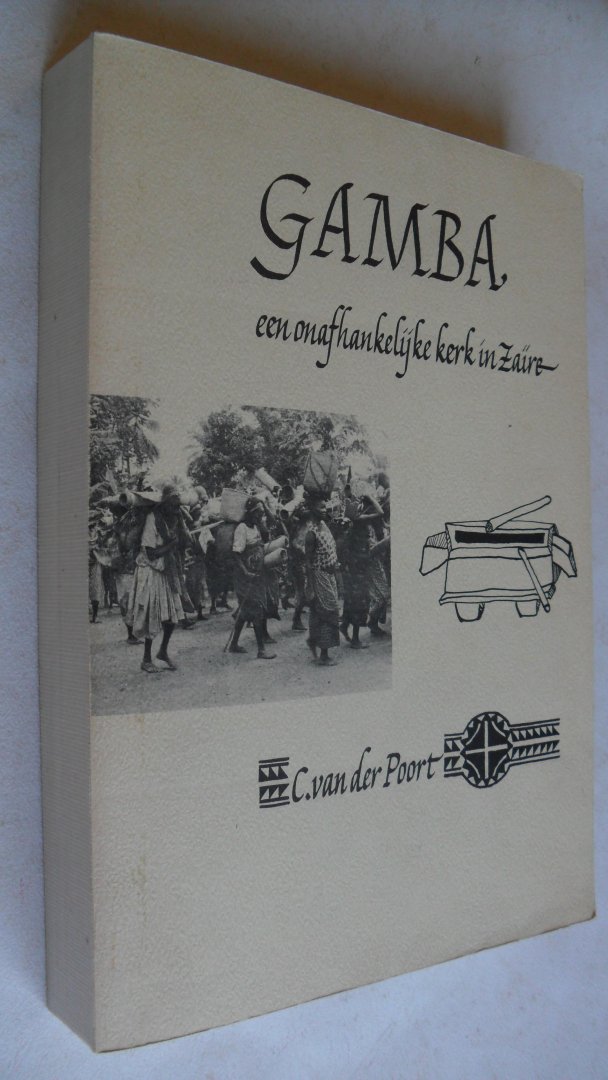 GAMBA,
een onafhankelijke kerk in Zaïre
C. van der Poort